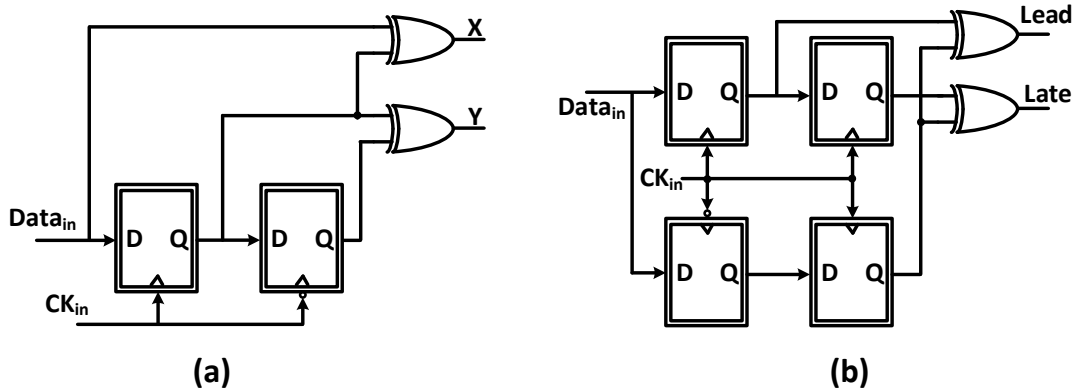 X
Y
Data_in
D Q
D Q
CK_in
(a)
Lead
Late
D Q
D Q
Data_in
CK_in
D Q
D Q
(b)